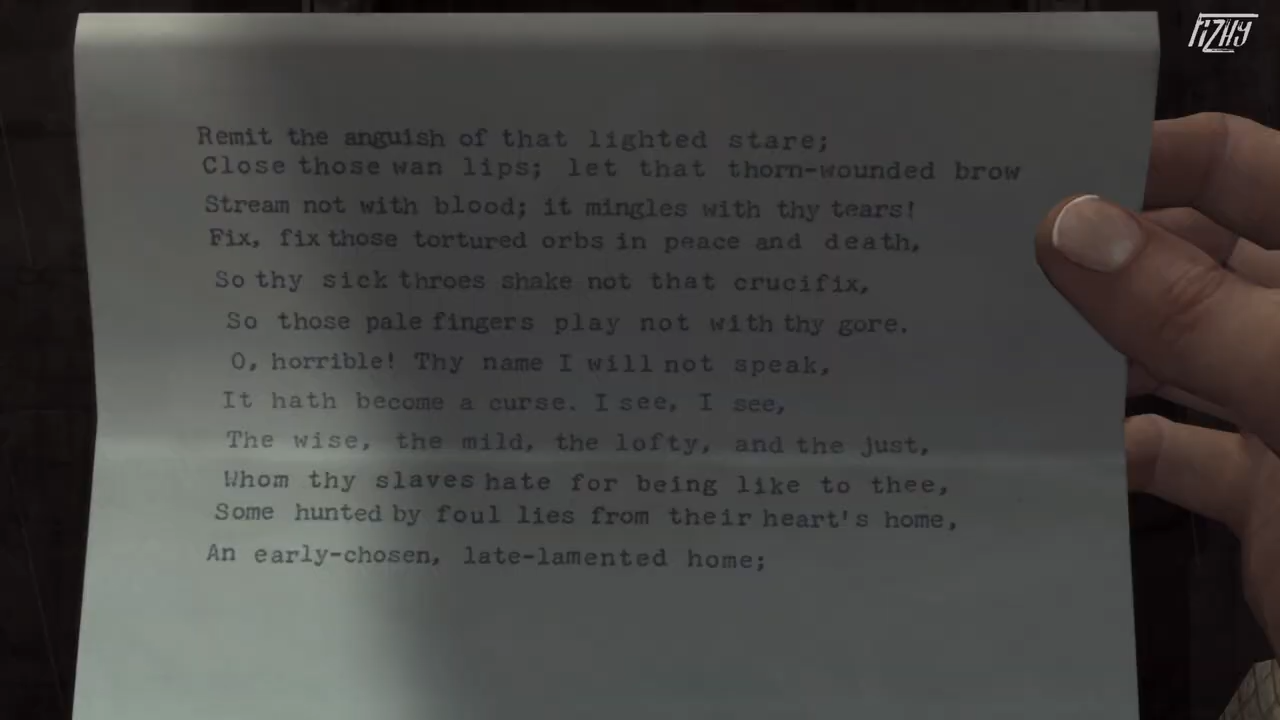 FIZHY
Remit the anguish of that lighted stare;
Close those wan lips; let that thorn-wounded brow
Stream not with blood; it mingles with thy tears!
Fix, fix those tortured orbs in peace and death,
So thy sick throes shake not that crucifix,
So those pale fingers play not with thy gore.
O, horrible! Thy name I will not speak,
It hath become a curse. I see, I see,
The wise, the mild, the lofty, and the just,
Whom thy slaves hate for being like to thee,
Some hunted by foul lies from their heart's home,
An early-chosen, late-lamented home;